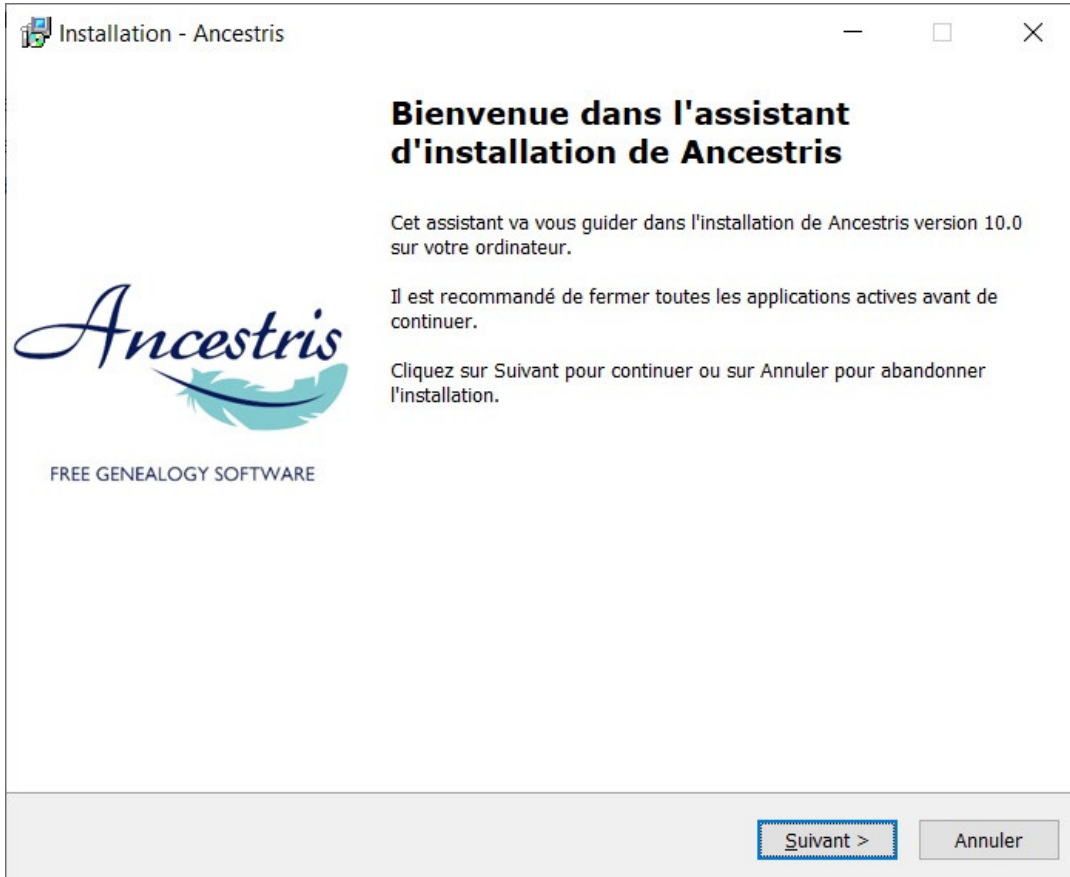 Installation - Ancestris
Bienvenue dans l'assistant
d'installation de Ancestris
Cet assistant va vous guider dans l'installation de Ancestris version 10.0
sur votre ordinateur.
Il est recommandé de fermer toutes les applications actives avant de
continuer.
Cliquez sur Suivant pour continuer ou sur Annuler pour abandonner
l'installation.
Ancestris
FREE GENEALOGY SOFTWARE
Suivant >
Annuler